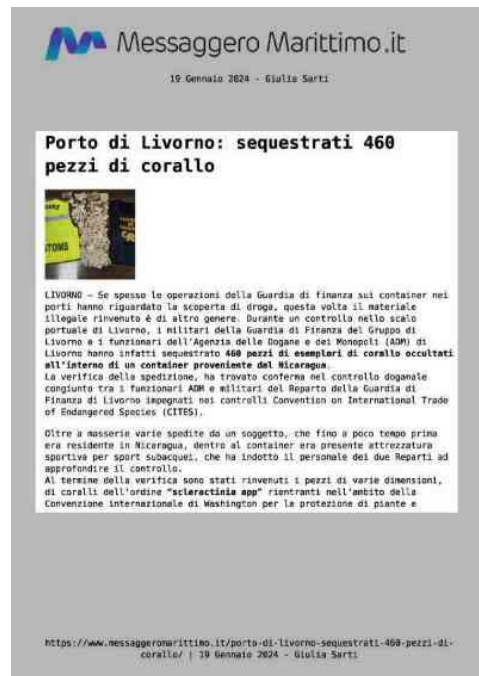 Messaggero Marittimo.it
19 Gennaio 2024 - Giulia Sarti
Porto di Livorno: sequestrati 460
pezzi di corallo
CUSTOMS
LIVORNO – Se spesso le operazioni della Guardia di finanza sui container nei
porti hanno riguardato la scoperta di droga, questa volta il materiale
illegale rinvenuto è di altro genere. Durante un controllo nello scalo
portuale di Livorno, i militari della Guardia di Finanza del Gruppo di
Livorno e i funzionari dell'Agenzia delle Dogane e dei Monopoli (ADM) di
Livorno hanno infatti sequestrato 460 pezzi di esemplari di corallo occultati
all'interno di un container proveniente dal Nicaragua.
La verifica della spedizione, ha trovato conferma nel controllo doganale
congiunto tra i funzionari ADM e militari del Reparto della Guardia di
Finanza di Livorno impegnati nei controlli Convention on International Trade
of Endangered Species (CITES).
Oltre a masserie varie spedite da un soggetto, che fino a poco tempo prima
era residente in Nicaragua, dentro al container era presente attrezzatura
sportiva per sport subacquei, che ha indotto il personale dei due Reparti ad
approfondire il controllo.
Al termine della verifica sono stati rinvenuti i pezzi di varie dimensioni,
di coralli dell'ordine "scleractinia app" rientranti nell'ambito della
Convenzione internazionale di Washington per la protezione di piante e
https://www.messaggeromarittimo.it/porto-di-livorno-sequestrati-460-pezzi-di-
corallo/ | 19 Gennaio 2024 - Giulia Sarti